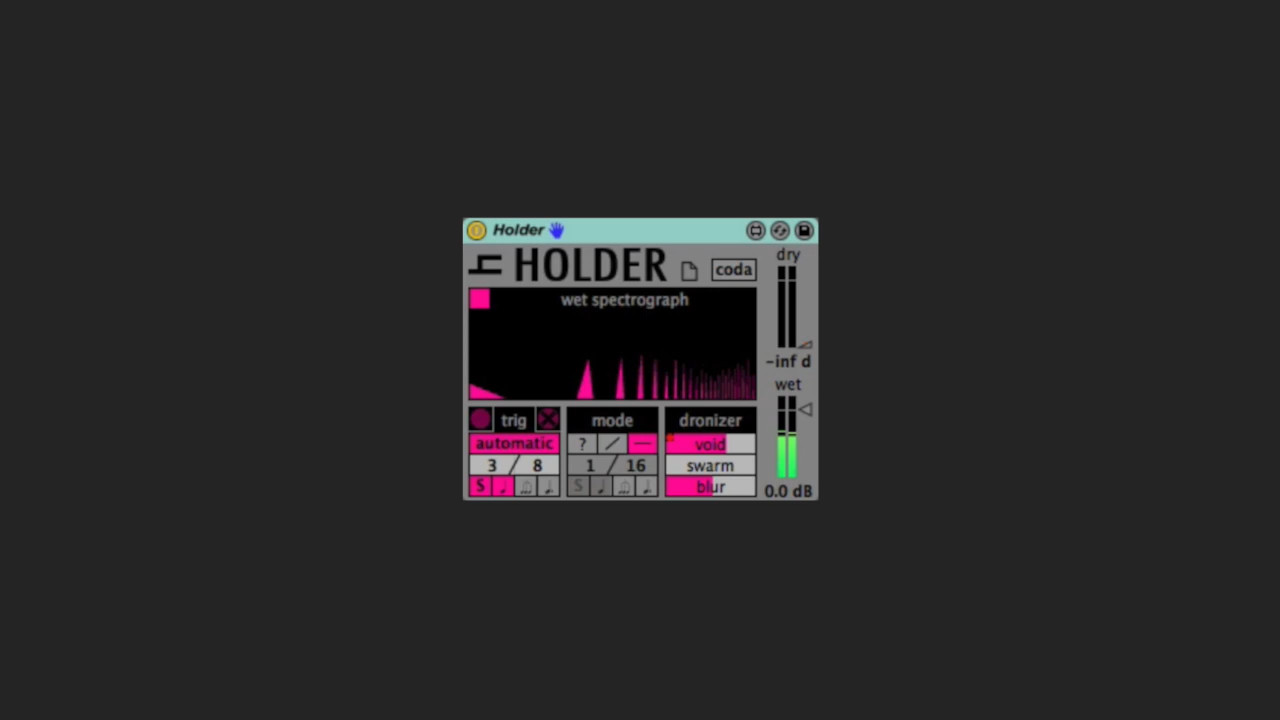 Holder
HOLDER
coda
dry
wet spectrograph
-inf d
wet
trig
mode
dronizer
automatic
? / —
void
3 / 8
1 / 16
swarm
S
S
blur
0.0 dB